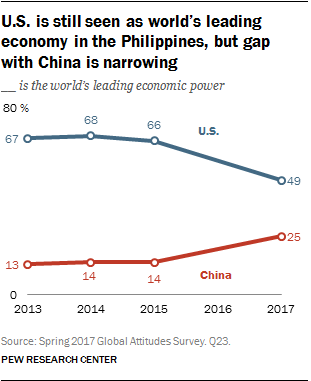 U.S. is still seen as world's leading
economy in the Philippines, but gap
with China is narrowing
__ is the world's leading economic power
80 %
68
67
66
U.S.
49
25
13
14
14
China
0
2013 2014 2015 2016 2017
Source: Spring 2017 Global Attitudes Survey. Q23.
PEW RESEARCH CENTER